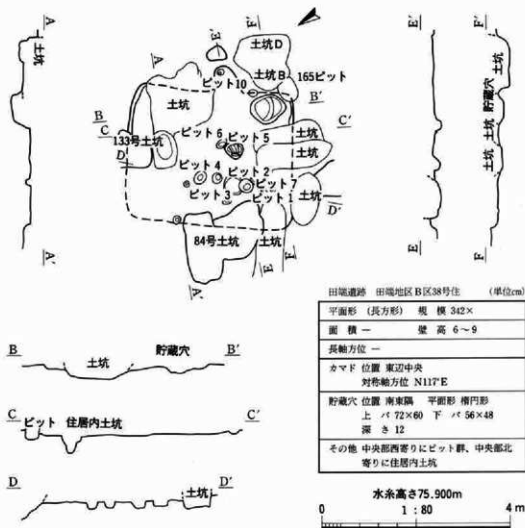 A
土坑
A'
F'
E'
土坑D
A
土坑B
165ピット
ピット10
土坑
B'
B
C
133号土坑
D
ピット6
ピット5
土坑
C'
土坑
ピット4
ピット2
ピット7
ピット3
ピット1
土坑
D'
84号土坑
土坑
E
F
A'
E'
F'
土坑
貯蔵穴
土坑
土坑
E
F
B
土坑
貯蔵穴
B'
C
ピット
住居内土坑
C'
D
土坑
D'
田端遺跡 田端地区B区38号住 (単位cm)
平面形 (長方形) 規 模 342×
面 積 ー 壁 高 6〜9
長軸方位 ー
カマド 位置 東辺中央
対称軸方位 N117°E
貯蔵穴 位置 南東隅 平面形 楕円形
上 バ 72×60 下 バ 56×48
深 さ 12
その他 中央部西寄りにピット群、中央部北
寄りに住居内土坑
水糸高さ75.900m
0 1:80 4m